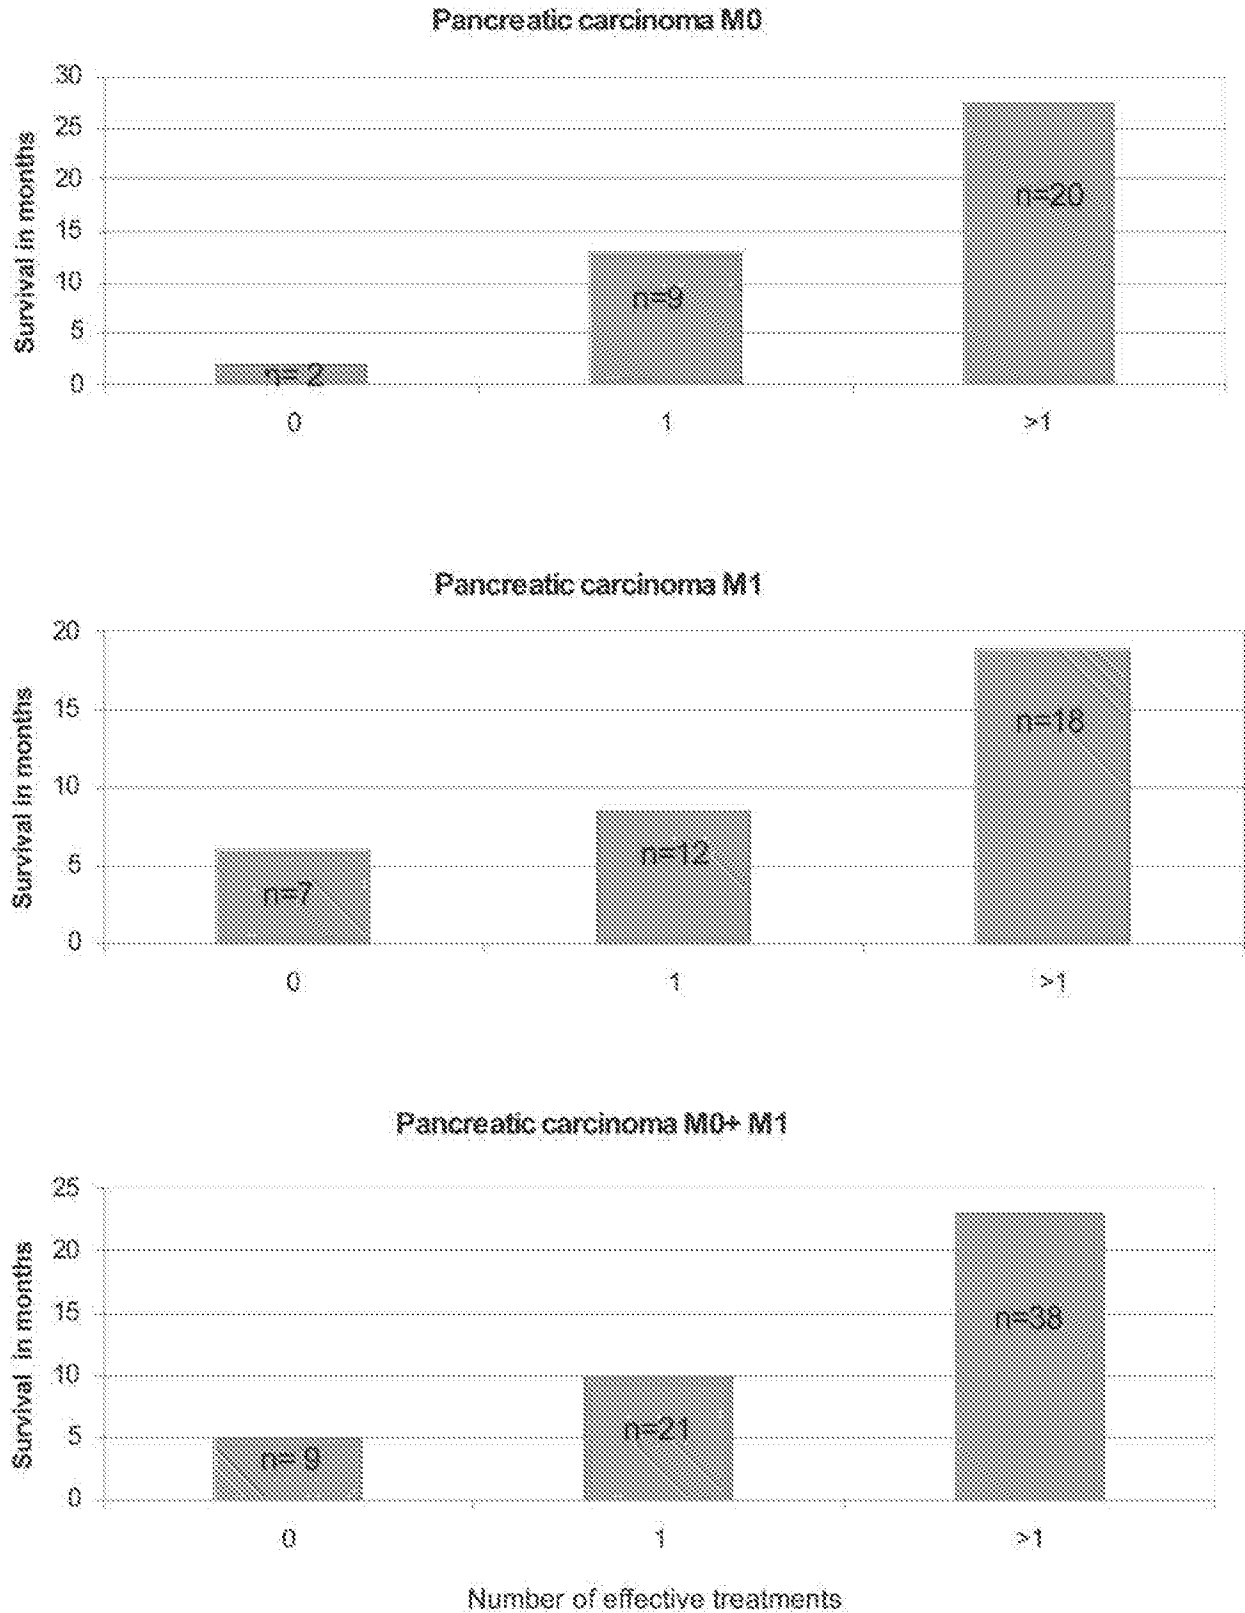 Pancreatic carcinoma M0
Survival in months
30
25
20
15
10
5
0
n= 2
n=9
n=20
0
1
>1
Pancreatic carcinoma M1
Survival in months
20
15
10
5
0
n=7
n=12
n=18
0
1
>1
Pancreatic carcinoma M0+ M1
Survival in months
25
20
15
10
5
0
n= 9
n=21
n=38
0
1
>1
Number of effective treatments